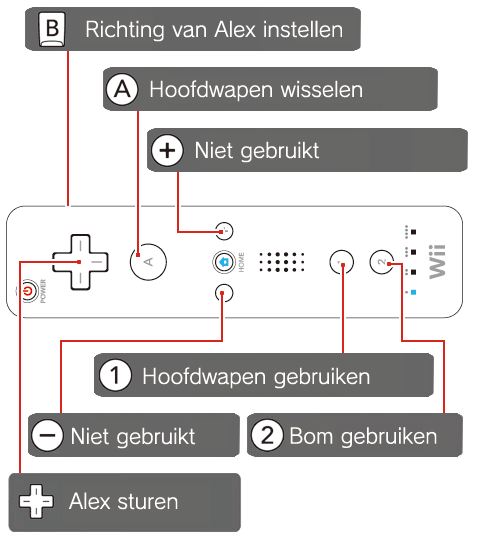 B Richting van Alex instellen
A Hoofdwapen wisselen
+ Niet gebruikt
A
HOME
POWER
1
2
Wii
1 Hoofdwapen gebruiken
− Niet gebruikt
2 Bom gebruiken
Alex sturen